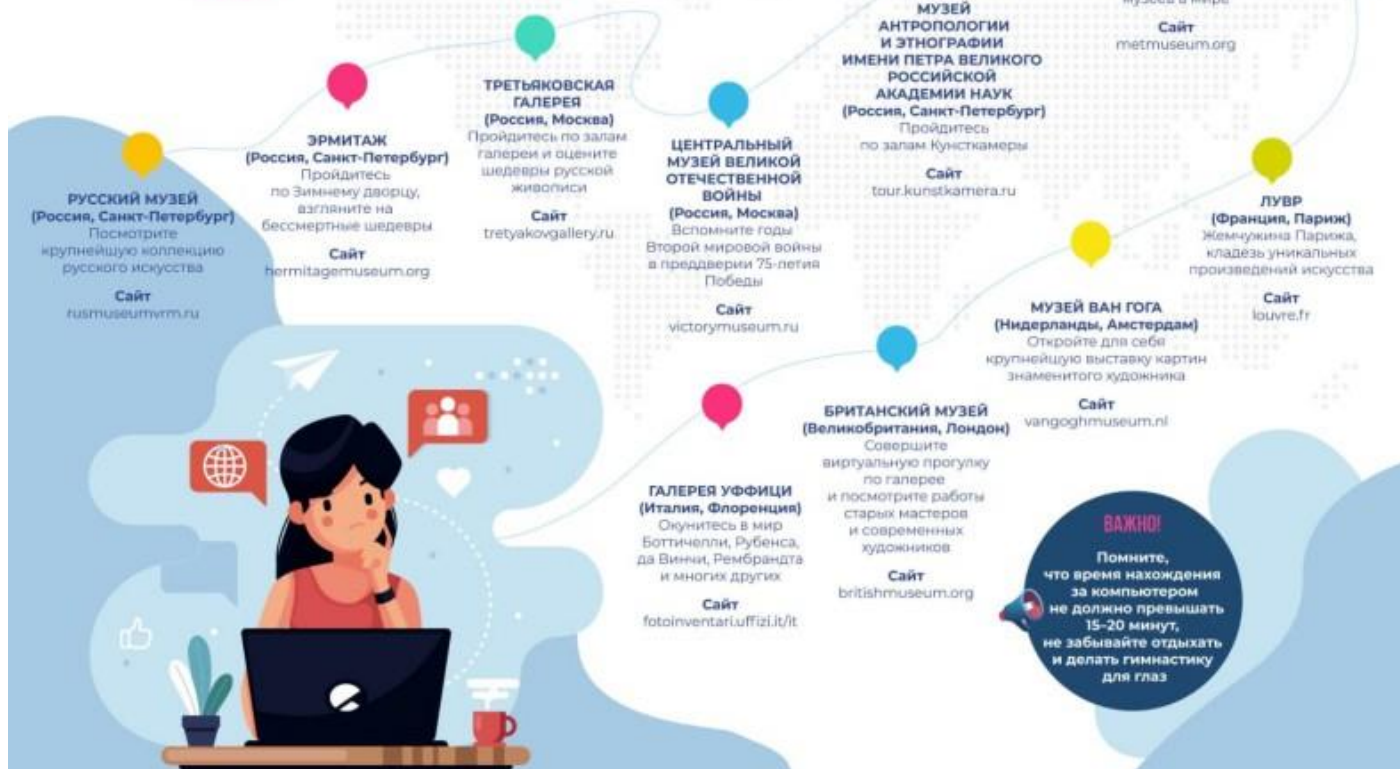 РУССКИЙ МУЗЕЙ
(Россия, Санкт-Петербург)
Посмотрите
крупнейшую коллекцию
русского искусства
Сайт
rusmuseumvrm.ru
ЭРМИТАЖ
(Россия, Санкт-Петербург)
Пройдитесь
по Зимнему дворцу,
взгляните на
бессмертные шедевры
Сайт
hermitagemuseum.org
ТРЕТЬЯКОВСКАЯ
ГАЛЕРЕЯ
(Россия, Москва)
Пройдитесь по залам
галереи и оцените
шедевры русской
живописи
Сайт
tretyakovgallery.ru
ЦЕНТРАЛЬНЫЙ
МУЗЕЙ ВЕЛИКОЙ
ОТЕЧЕСТВЕННОЙ
ВОЙНЫ
(Россия, Москва)
Вспомните годы
Второй мировой войны
в преддверии 75-летия
Победы
Сайт
victorymuseum.ru
МУЗЕЙ
АНТРОПОЛОГИИ
И ЭТНОГРАФИИ
ИМЕНИ ПЕТРА ВЕЛИКОГО
РОССИЙСКОЙ
АКАДЕМИИ НАУК
(Россия, Санкт-Петербург)
Пройдитесь
по залам Кунсткамеры
Сайт
tour.kunstkamera.ru
музеев в мире
Сайт
metmuseum.org
ЛУВР
(Франция, Париж)
Жемчужина Парижа,
кладезь уникальных
произведений искусства
Сайт
louvre.fr
МУЗЕЙ ВАН ГОГА
(Нидерланды, Амстердам)
Откройте для себя
крупнейшую выставку картин
знаменитого художника
Сайт
vangoghmuseum.nl
БРИТАНСКИЙ МУЗЕЙ
(Великобритания, Лондон)
Совершите
виртуальную прогулку
по галерее
и посмотрите работы
старых мастеров
и современных
художников
Сайт
britishmuseum.org
ГАЛЕРЕЯ УФФИЦИ
(Италия, Флоренция)
Окунитесь в мир
Боттичелли, Рубенса,
да Винчи, Рембрандта
и многих других
Сайт
fotoinventari.uffizi.it/it
ВАЖНО!
Помните,
что время нахождения
за компьютером
не должно превышать
15–20 минут,
не забывайте отдыхать
и делать гимнастику
для глаз